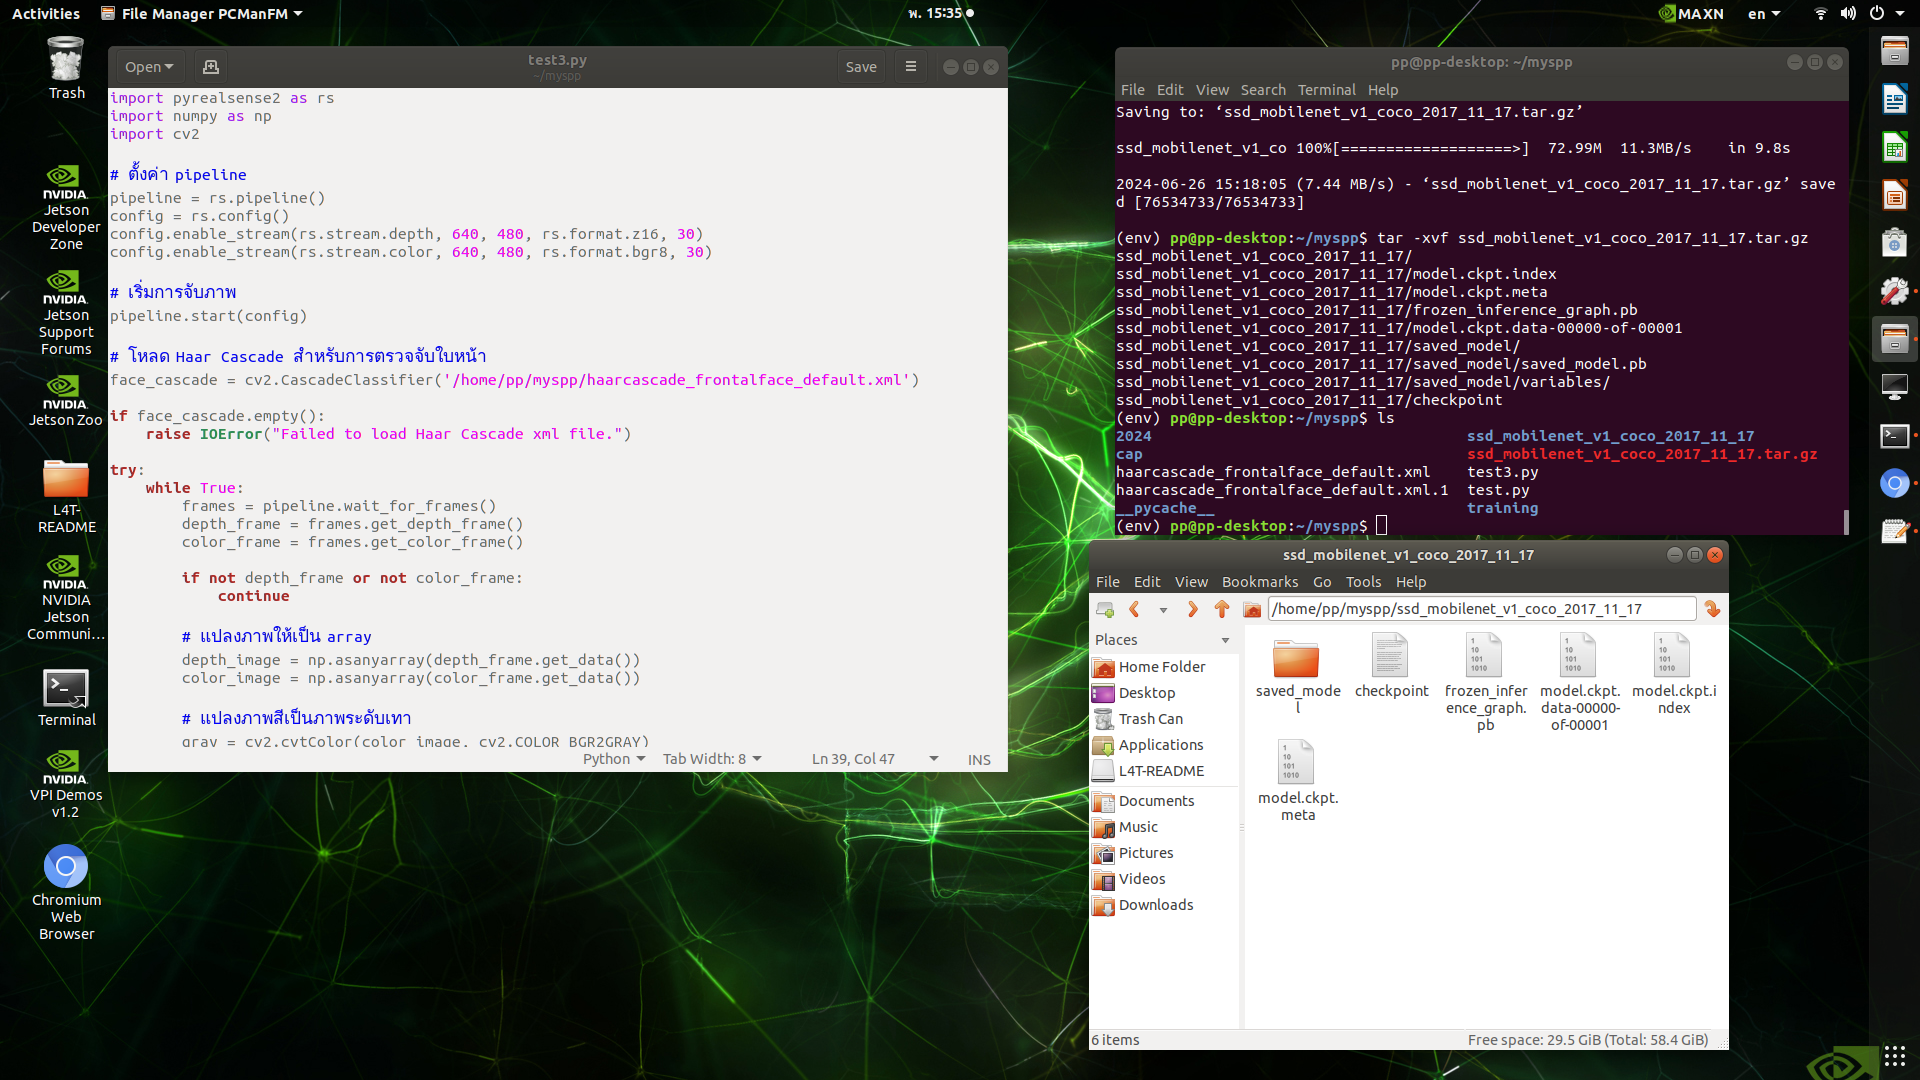 Activities
File Manager PCManFM
พ. 15:35
MAXN
en
Trash
NVIDIA.
Jetson
Developer
Zone
NVIDIA.
Jetson
Support
Forums
NVIDIA.
Jetson Zoo
L4T-
README
NVIDIA.
NVIDIA
Jetson
Communi...
Terminal
NVIDIA.
VPI Demos
v1.2
Chromium
Web
Browser
Open
test3.py
~/myspp
Save
import pyrealsense2 as rs
import numpy as np
import cv2
# ตั้งค่า pipeline
pipeline = rs.pipeline()
config = rs.config()
config.enable_stream(rs.stream.depth, 640, 480, rs.format.z16, 30)
config.enable_stream(rs.stream.color, 640, 480, rs.format.bgr8, 30)
# เริ่มการจับภาพ
pipeline.start(config)
# โหลด Haar Cascade สำหรับการตรวจจับใบหน้า
face_cascade = cv2.CascadeClassifier('/home/pp/myspp/haarcascade_frontalface_default.xml')
if face_cascade.empty():
    raise IOError("Failed to load Haar Cascade xml file.")
try:
    while True:
        frames = pipeline.wait_for_frames()
        depth_frame = frames.get_depth_frame()
        color_frame = frames.get_color_frame()
        if not depth_frame or not color_frame:
            continue
        # แปลงภาพให้เป็น array
        depth_image = np.asanyarray(depth_frame.get_data())
        color_image = np.asanyarray(color_frame.get_data())
        # แปลงภาพสีเป็นภาพระดับเทา
        gray = cv2.cvtColor(color_image, cv2.COLOR_BGR2GRAY)
Python
Tab Width: 8
Ln 39, Col 47
INS
pp@pp-desktop: ~/myspp
File Edit View Search Terminal Help
Saving to: ‘ssd_mobilenet_v1_coco_2017_11_17.tar.gz’
ssd_mobilenet_v1_co 100%[===================>]  72.99M  11.3MB/s    in 9.8s
2024-06-26 15:18:05 (7.44 MB/s) - ‘ssd_mobilenet_v1_coco_2017_11_17.tar.gz’ save
d [76534733/76534733]
(env) pp@pp-desktop:~/myspp$ tar -xvf ssd_mobilenet_v1_coco_2017_11_17.tar.gz
ssd_mobilenet_v1_coco_2017_11_17/
ssd_mobilenet_v1_coco_2017_11_17/model.ckpt.index
ssd_mobilenet_v1_coco_2017_11_17/model.ckpt.meta
ssd_mobilenet_v1_coco_2017_11_17/frozen_inference_graph.pb
ssd_mobilenet_v1_coco_2017_11_17/model.ckpt.data-00000-of-00001
ssd_mobilenet_v1_coco_2017_11_17/saved_model/
ssd_mobilenet_v1_coco_2017_11_17/saved_model/saved_model.pb
ssd_mobilenet_v1_coco_2017_11_17/saved_model/variables/
ssd_mobilenet_v1_coco_2017_11_17/checkpoint
(env) pp@pp-desktop:~/myspp$ ls
2024 ssd_mobilenet_v1_coco_2017_11_17
cap ssd_mobilenet_v1_coco_2017_11_17.tar.gz
haarcascade_frontalface_default.xml test3.py
haarcascade_frontalface_default.xml.1 test.py
__pycache__ training
(env) pp@pp-desktop:~/myspp$
ssd_mobilenet_v1_coco_2017_11_17
File Edit View Bookmarks Go Tools Help
/home/pp/myspp/ssd_mobilenet_v1_coco_2017_11_17
Places
Home Folder
Desktop
Trash Can
Applications
L4T-README
Documents
Music
Pictures
Videos
Downloads
saved_mode
l
checkpoint
frozen_infer
ence_graph.
pb
model.ckpt.
data-00000-
of-00001
model.ckpt.i
ndex
model.ckpt.
meta
6 items
Free space: 29.5 GiB (Total: 58.4 GiB)